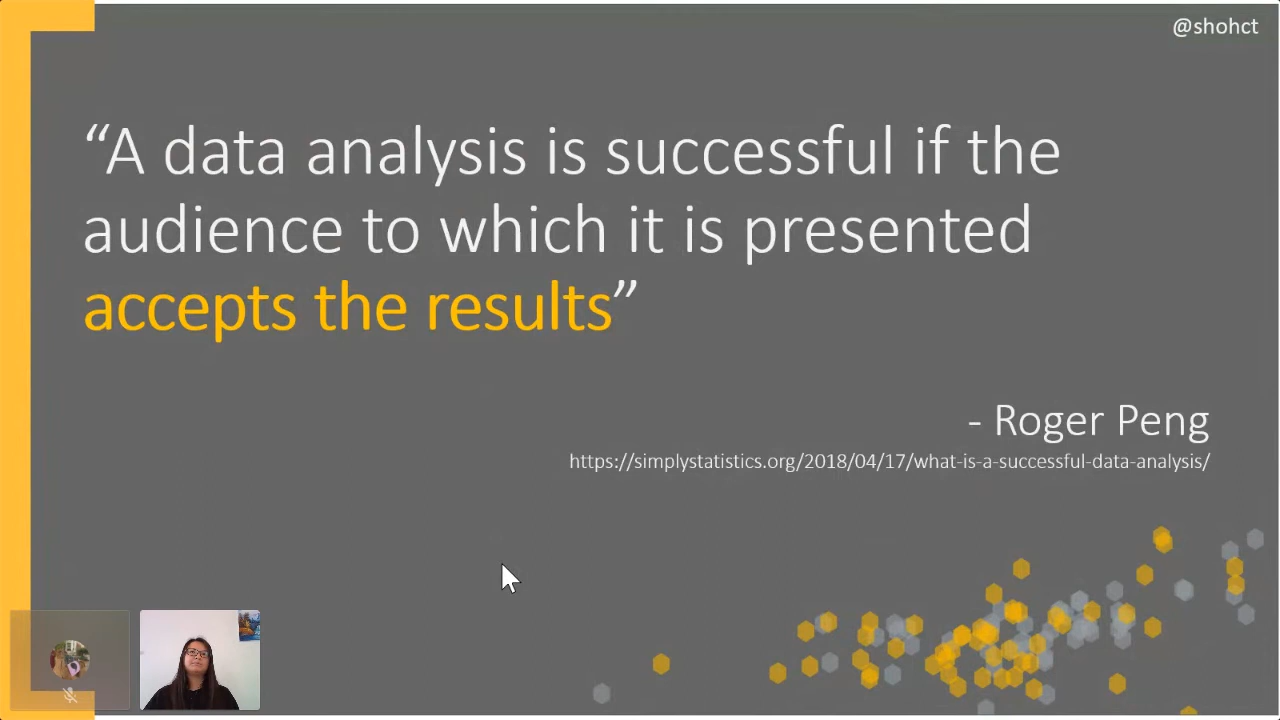 @shohct
“A data analysis is successful if the
audience to which it is presented
accepts the results”
- Roger Peng
https://simplystatistics.org/2018/04/17/what-is-a-successful-data-analysis/